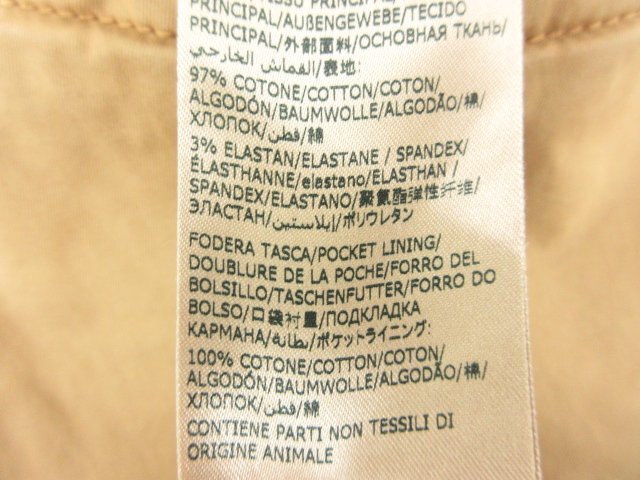 PRINCIPAL/AUßENGEWEBE/TECIDO
PRINCIPAL/外部面料/ОСНОВНАЯ ТКАНЬ/
القماش الخارجي/表地:
97% COTONE/COTTON/COTON/
ALGODÓN/BAUMWOLLE/ALGODÃO/棉/
ХЛОПОК/قطن/綿
3% ELASTAN/ELASTANE / SPANDEX/
ÉLASTHANNE/elastano/ELASTHAN /
SPANDEX/ELASTANO/聚氨酯弹性纤维/
ЭЛАСТАН/إيلاستين/ポリウレタン
FODERA TASCA/POCKET LINING/
DOUBLURE DE LA POCHE/FORRO DEL
BOLSILLO/TASCHENFUTTER/FORRO DO
BOLSO/口袋衬里/ПОДКЛАДКА
КАРМАНА/بطانة/ポケットライニング:
100% COTONE/COTTON/COTON/
ALGODÓN/BAUMWOLLE/ALGODÃO/棉/
ХЛОПОК/قطن/綿
CONTIENE PARTI NON TESSILI DI
ORIGINE ANIMALE